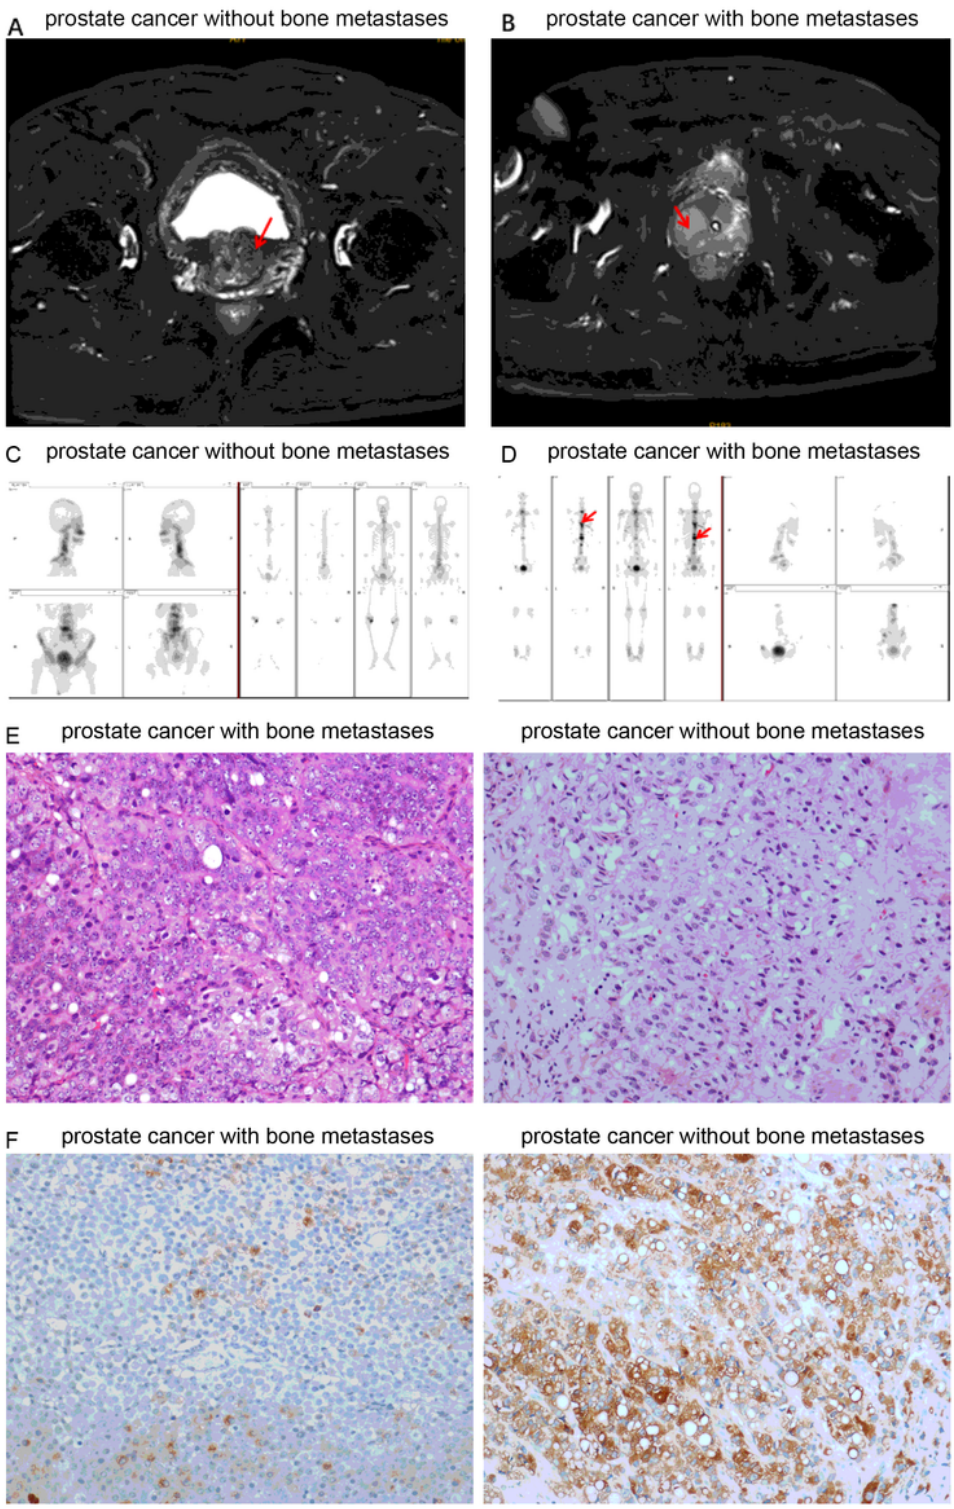 A prostate cancer without bone metastases
B prostate cancer with bone metastases
C prostate cancer without bone metastases
D prostate cancer with bone metastases
E prostate cancer with bone metastases prostate cancer without bone metastases
F prostate cancer with bone metastases prostate cancer without bone metastases